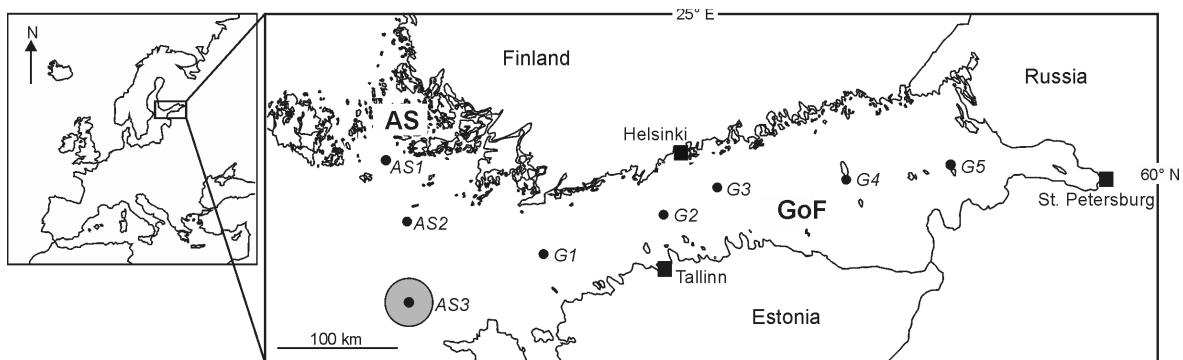 N
25° E
Finland
Russia
AS
Helsinki
AS1
G5
G4
60° N
G3
St. Petersburg
AS2
G2
GoF
G1
Tallinn
AS3
Estonia
100 km